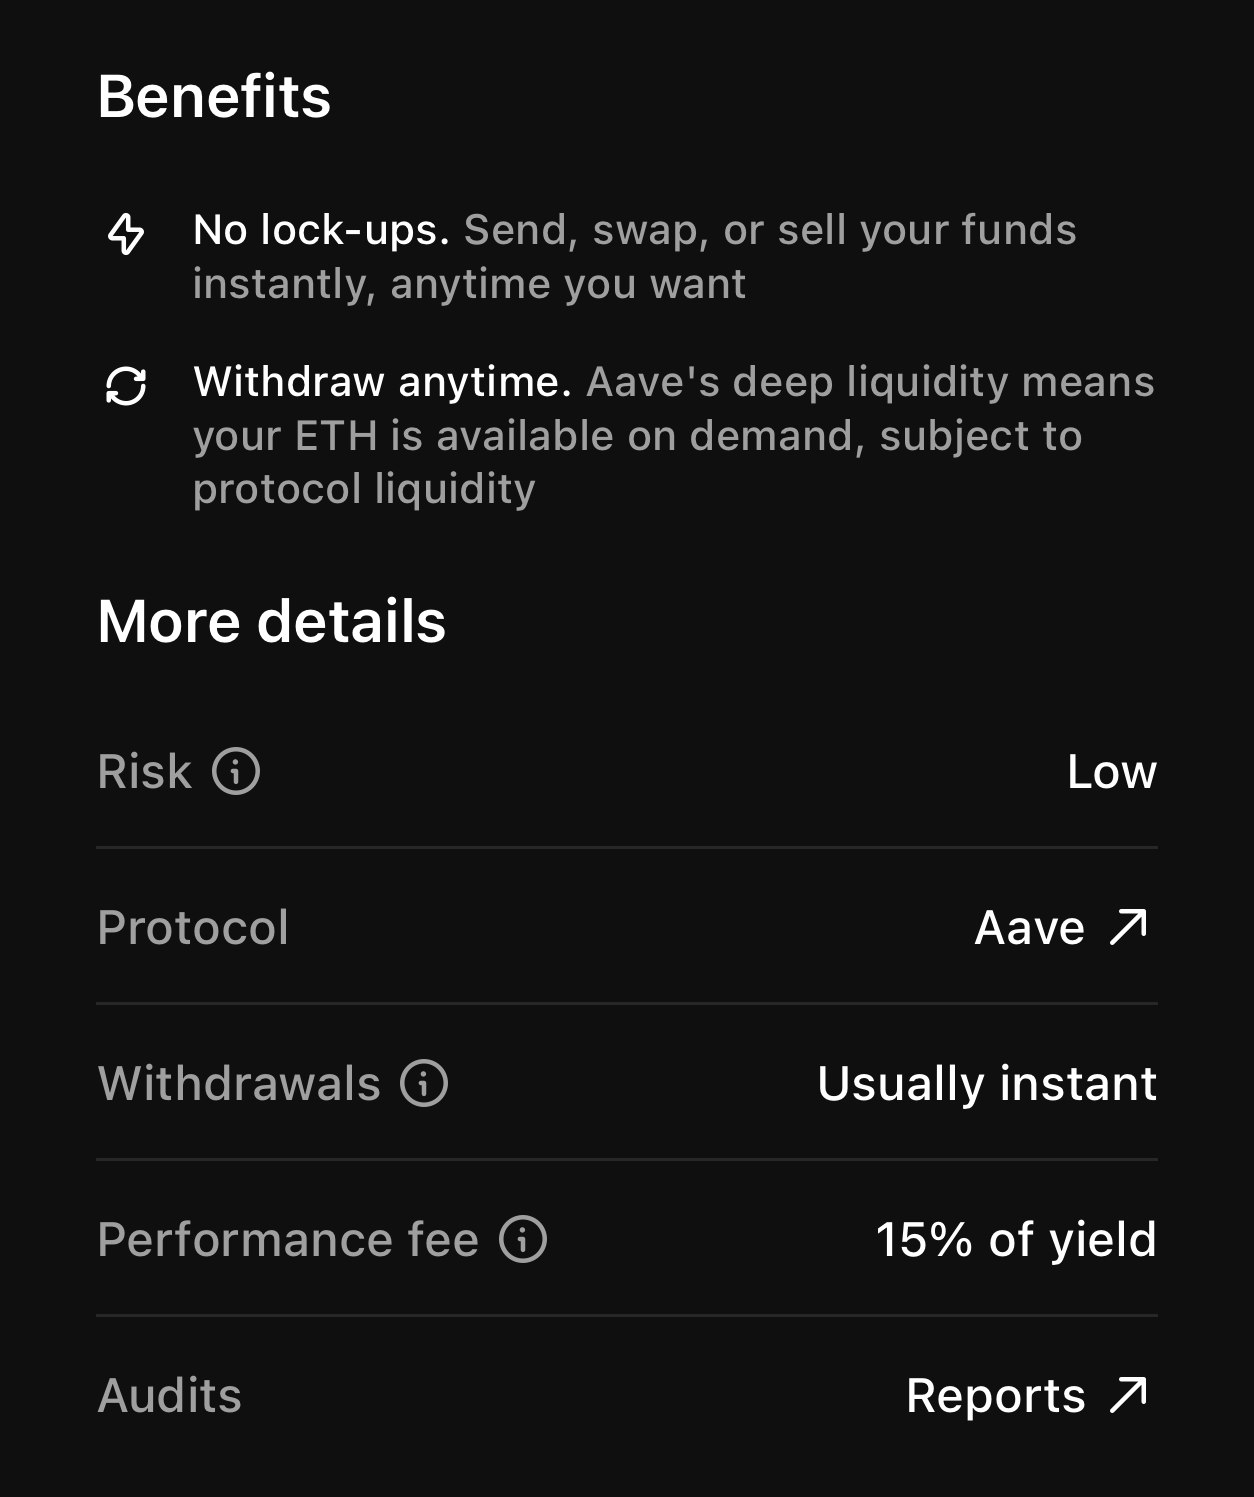 Benefits
No lock-ups. Send, swap, or sell your funds
instantly, anytime you want
Withdraw anytime. Aave's deep liquidity means
your ETH is available on demand, subject to
protocol liquidity
More details
Risk Low
Protocol Aave
Withdrawals Usually instant
Performance fee 15% of yield
Audits Reports